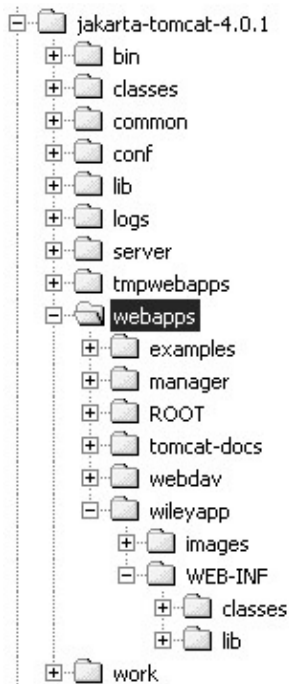 jakarta-tomcat-4.0.1
bin
classes
common
conf
lib
logs
server
tmpwebapps
webapps
examples
manager
ROOT
tomcat-docs
webdav
wileyapp
images
WEB-INF
classes
lib
work